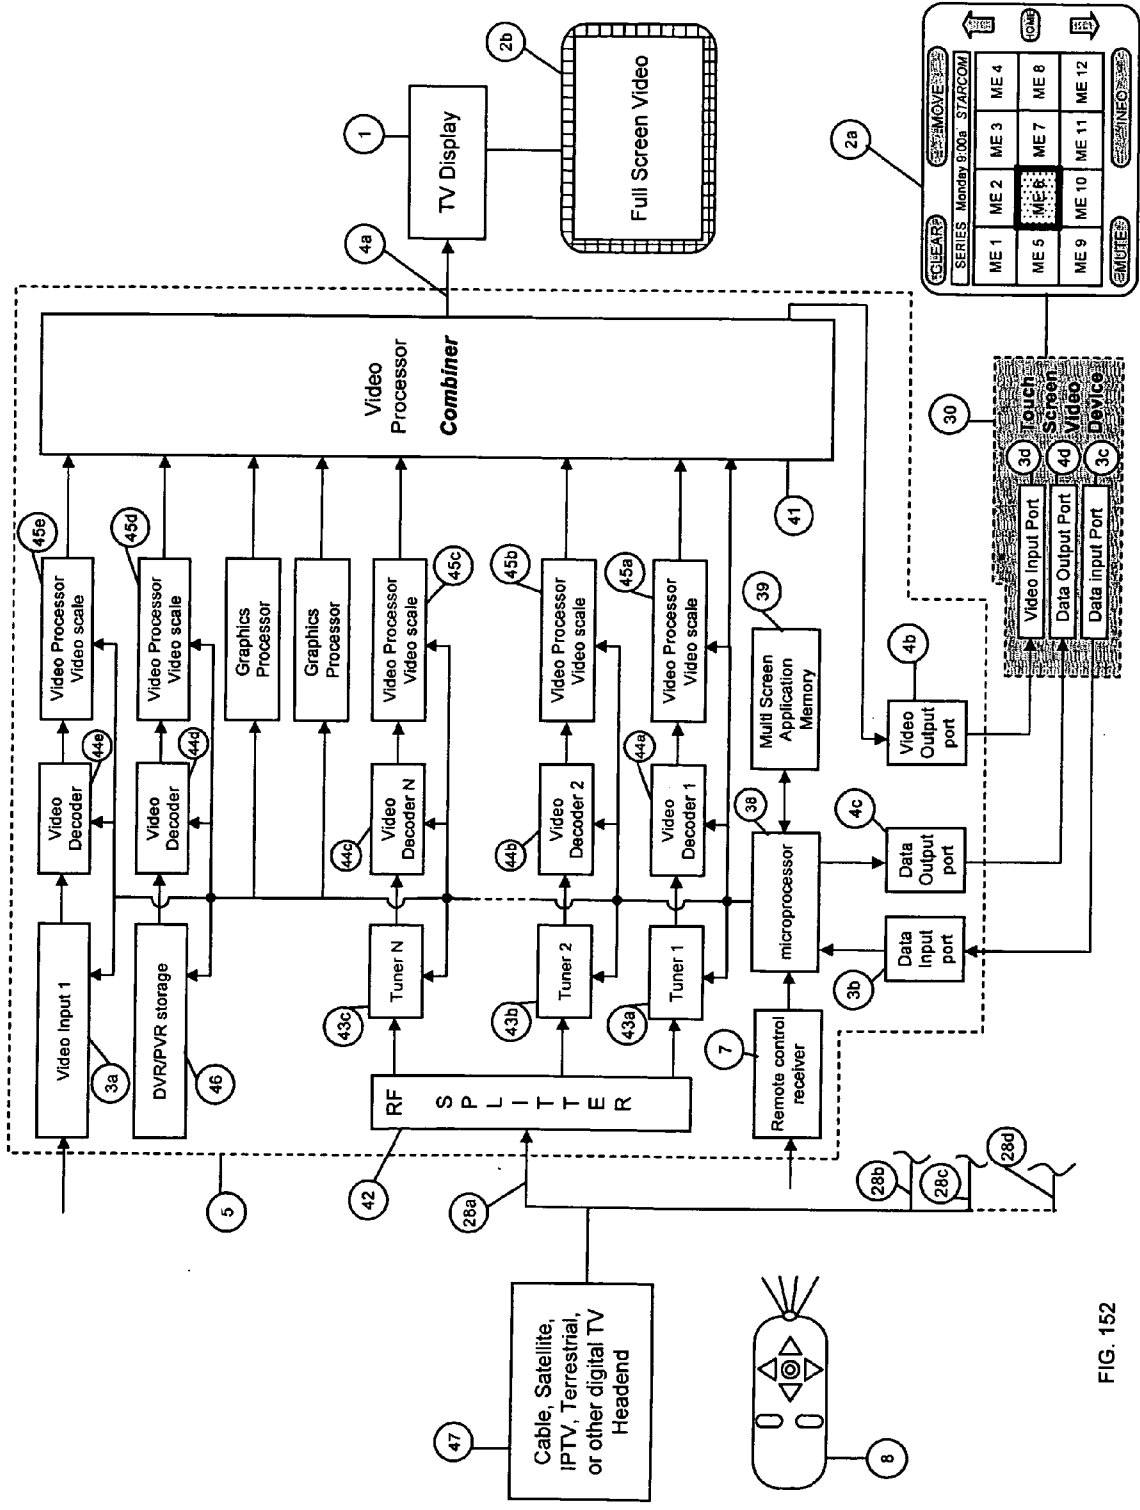 45e
Video Input 1
3a
Video
Decoder
44e
Video Processor
Video scale
DVR/PVR storage
46
Video
Decoder
44d
Video Processor
Video scale
45d
5
Graphics
Processor
Graphics
Processor
Video
Processor
Combiner
4a
TV Display
1
2b
Full Screen Video
42
RF
SPLITTER
43c
Tuner N
44c
Video
Decoder N
Video Processor
Video scale
45c
47
Cable, Satellite,
IPTV, Terrestrial,
or other digital TV
Headend
28a
43b
Tuner 2
44b
Video
Decoder 2
Video Processor
Video scale
45b
43a
Tuner 1
Video
Decoder 1
44a
Video Processor
Video scale
45a
7
Remote control
receiver
microprocessor
38
Multi Screen
Application
Memory
39
41
8
28b
28c
28d
3b
Data
Input
port
Data
Output
port
4c
Video
Output
port
4b
30
Touch
Screen
Video
Device
Video Input Port
3d
Data Output Port
4d
Data Input Port
3c
2a
CLEAR
MOVE
SERIES Monday 9:00a STARCOM
ME 1
ME 2
ME 3
ME 4
ME 5
ME 6
ME 7
ME 8
ME 9
ME 10
ME 11
ME 12
HOME
MUTE
INFO
FIG. 152